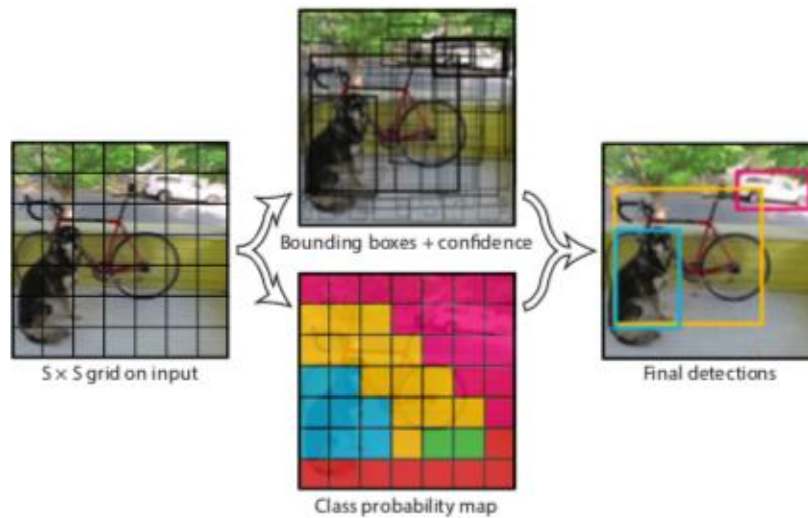 S × S grid on input
Bounding boxes + confidence
Class probability map
Final detections